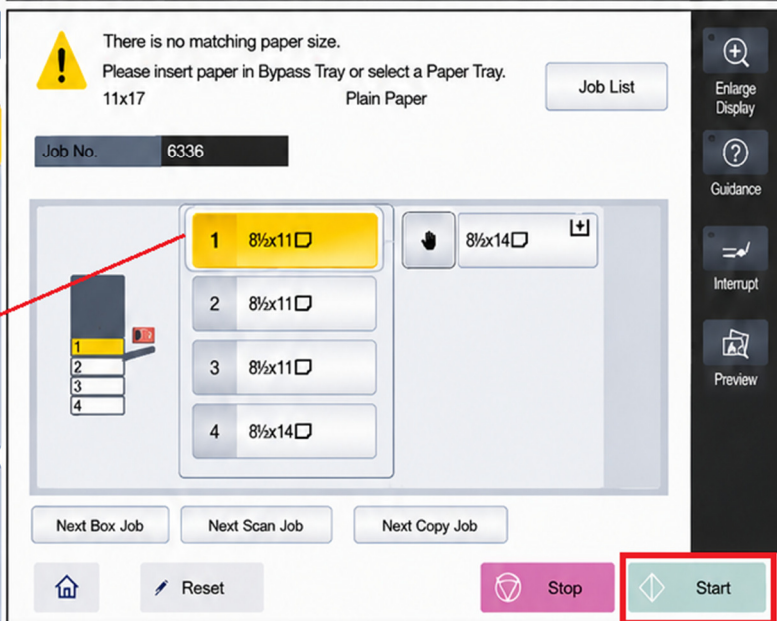 There is no matching paper size.
Please insert paper in Bypass Tray or select a Paper Tray.
11x17 Plain Paper
Job List
Enlarge
Display
Job No. 6336
Guidance
1 8½x11
8½x14
2 8½x11
Interrupt
3 8½x11
Preview
4 8½x14
1
2
3
4
Next Box Job
Next Scan Job
Next Copy Job
Reset
Stop
Start